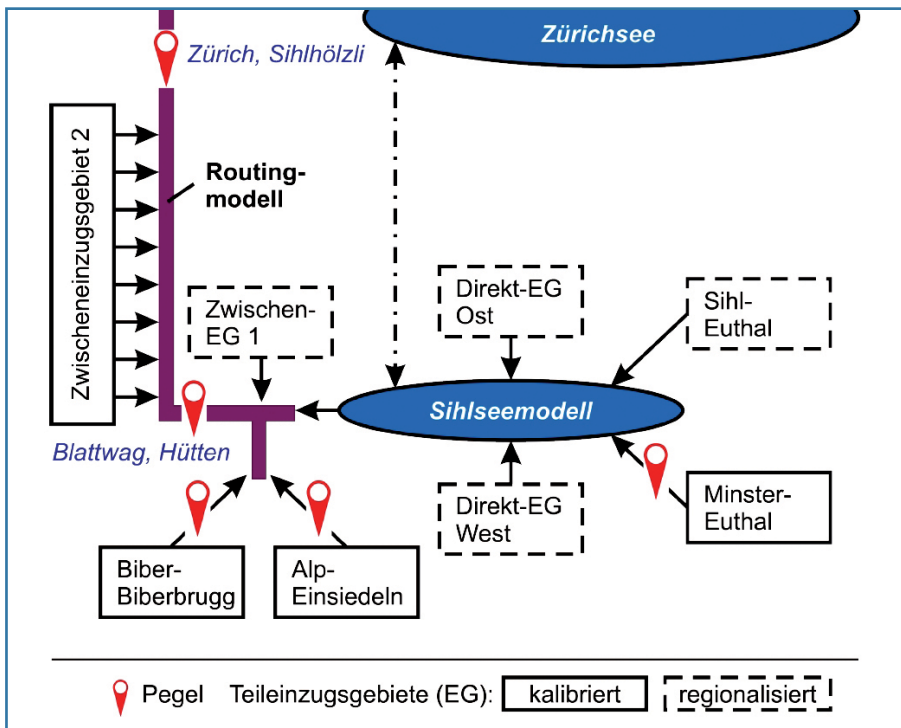 Zürichsee
Zürich, Sihlhölzli
Zwischeneinzugsgebiet 2
Routing-
modell
Zwischen-
EG 1
Direkt-EG
Ost
Sihl-
Euthal
Sihlseemodell
Blattwag, Hütten
Direkt-EG
West
Minster-
Euthal
Biber-
Biberbrugg
Alp-
Einsiedeln
Pegel Teileinzugsgebiete (EG): kalibriert regionalisiert